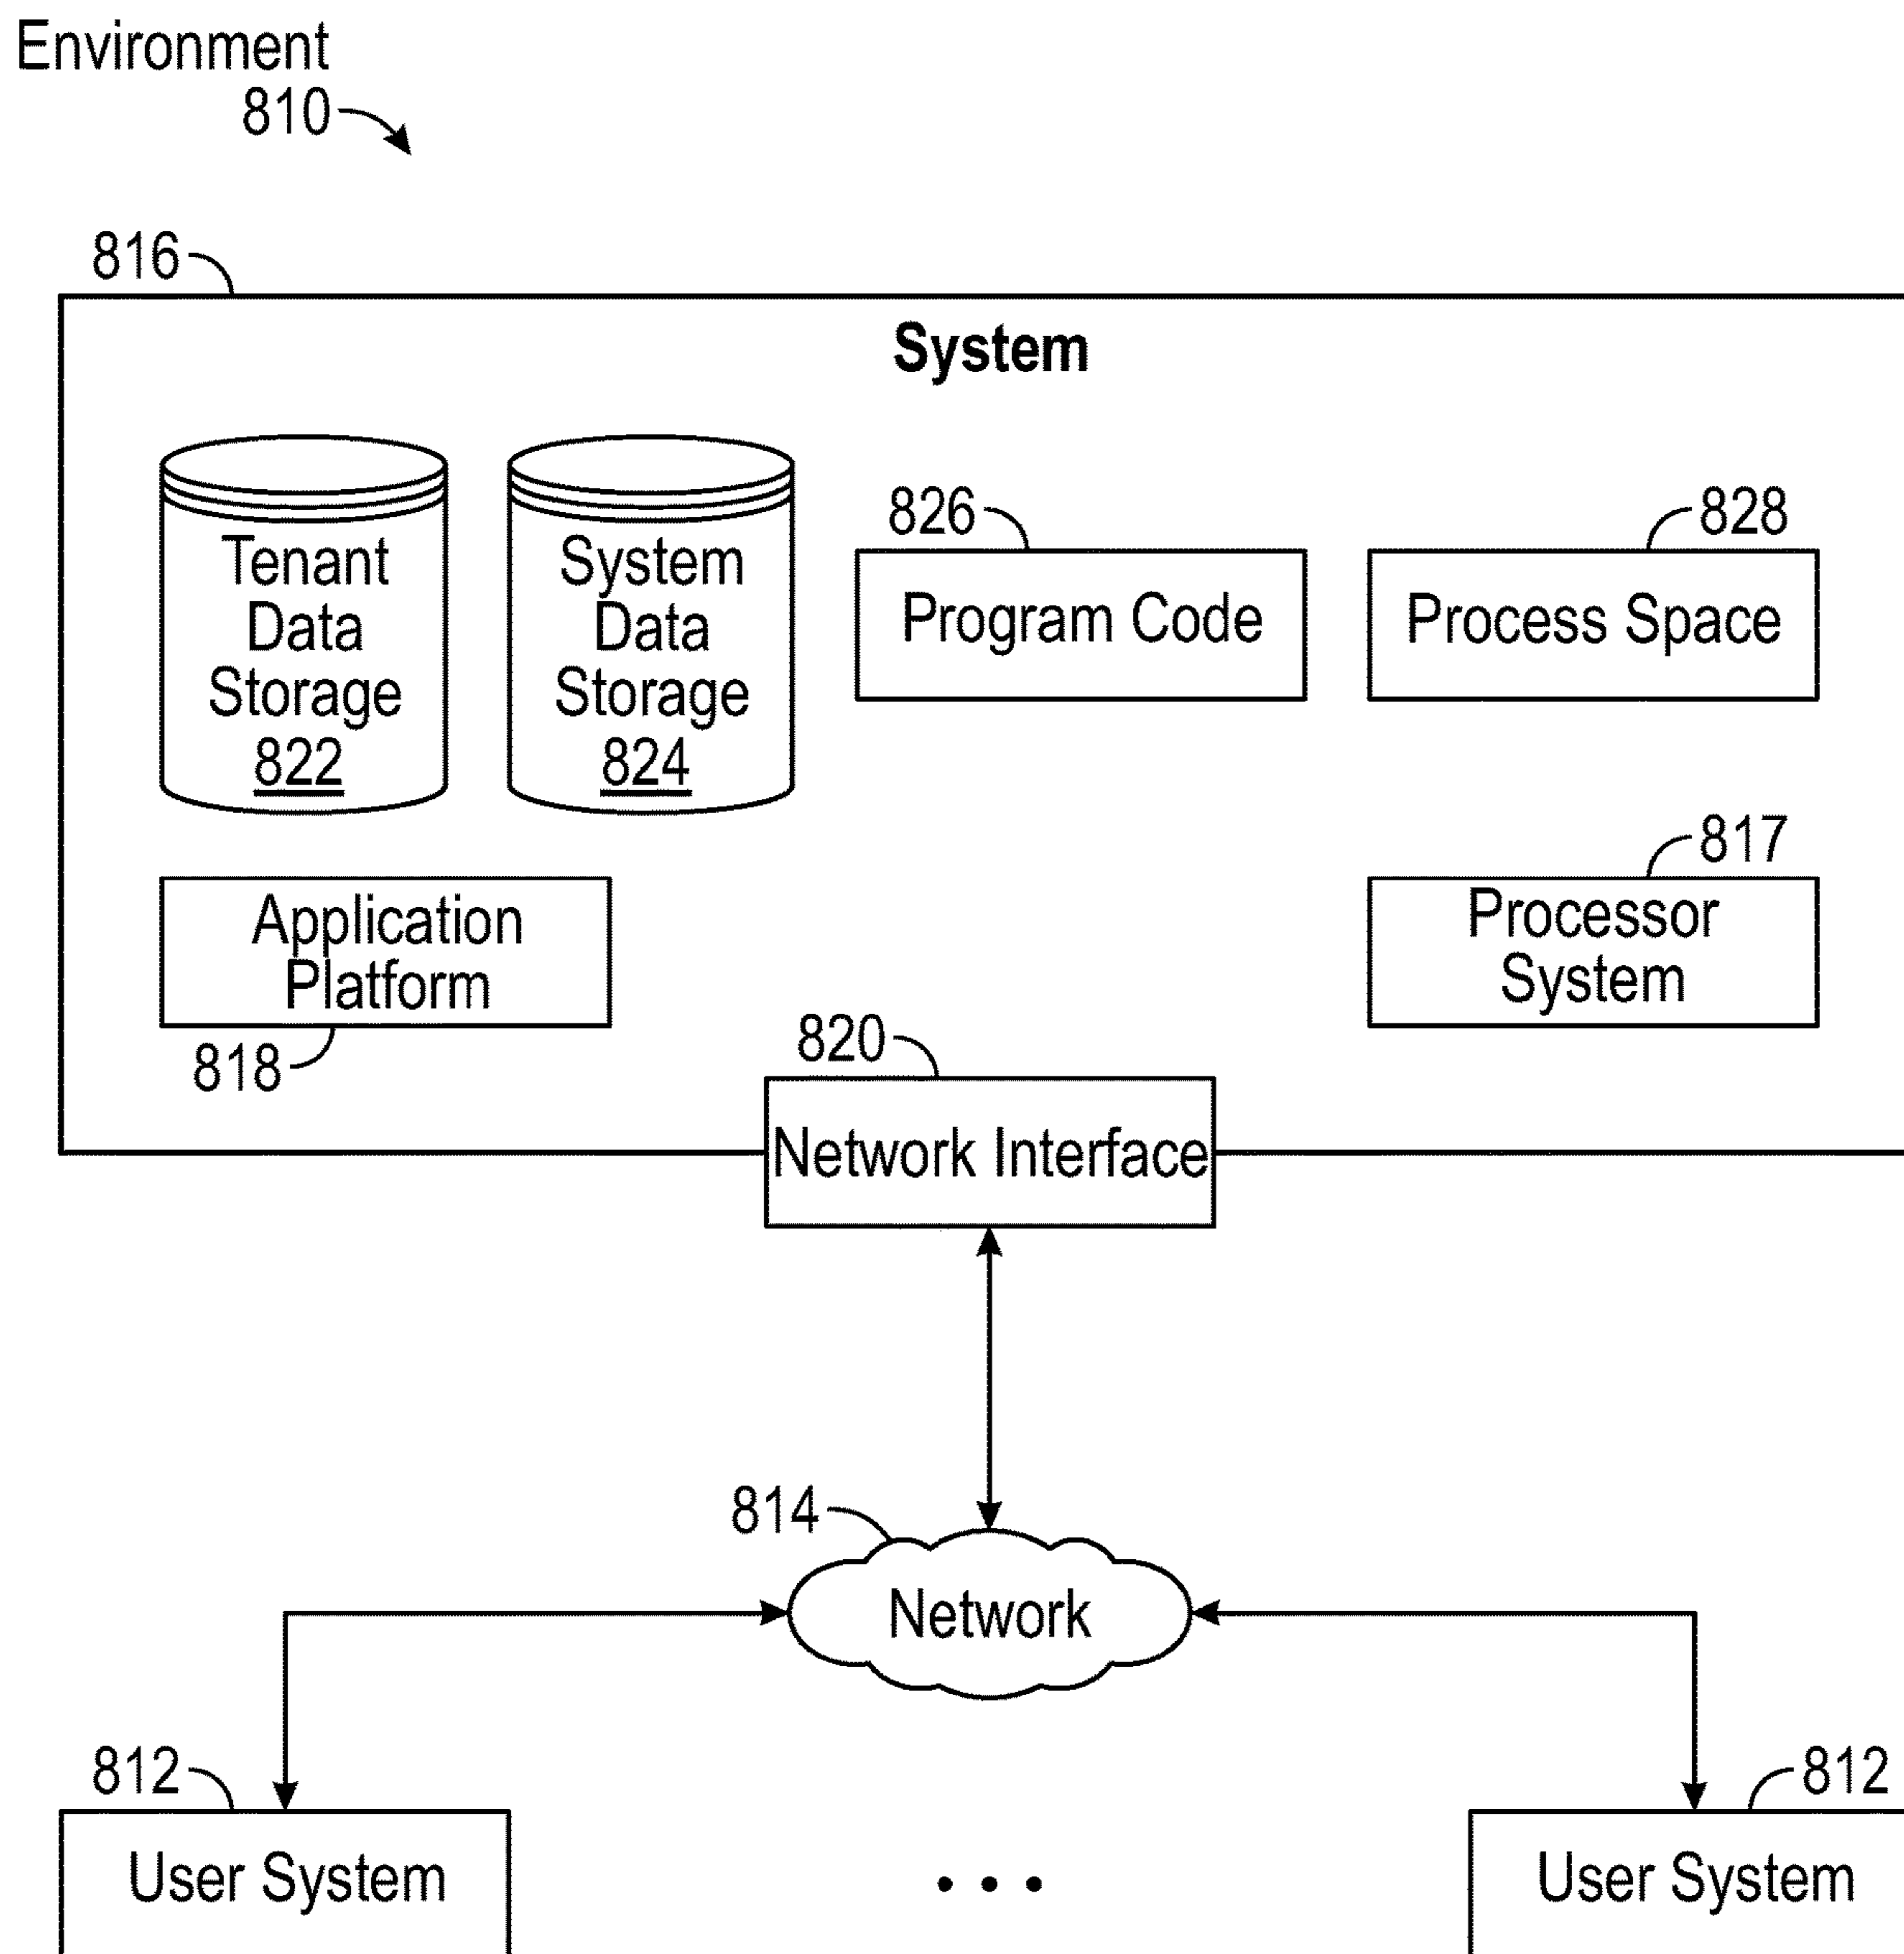 Environment
810
816
System
Tenant
Data
Storage
822
System
Data
Storage
824
826
Program Code
828
Process Space
Application
Platform
818
817
Processor
System
820
Network Interface
814
Network
812
User System
. . .
812
User System